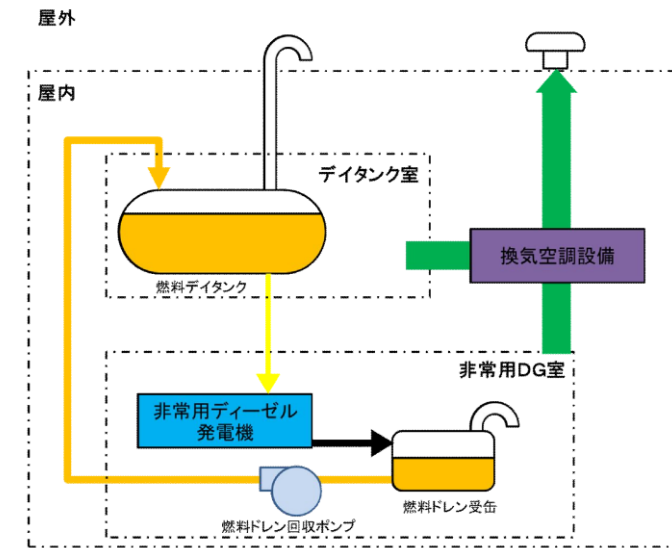 屋外
屋内
デイタンク室
換気空調設備
燃料デイタンク
非常用DG室
非常用ディーゼル
発電機
燃料ドレン受缶
燃料ドレン回収ポンプ